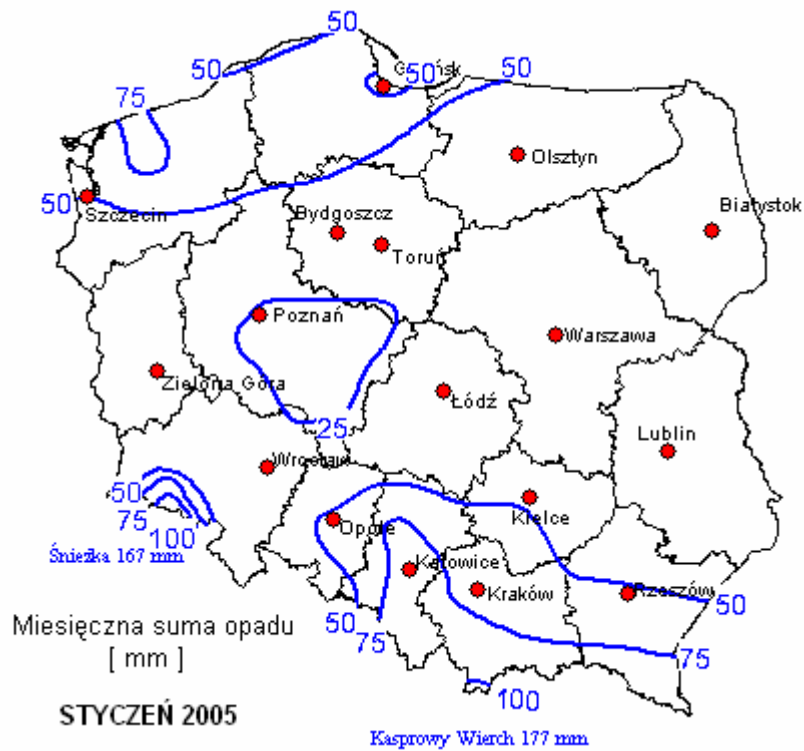 50
50
50
G
50
ńsk
75
Olsztyn
50
Szczecin
Białystok
Bydgoszcz
Toruń
Poznań
Warszawa
Zielona Góra
Łódź
25
Lublin
Wrocław
50
75
100
Śnieżka 167 mm
Opole
Kielce
Katowice
Kraków
Rzeszów
50
50
75
75
100
Miesięczna suma opadu
[ mm ]
STYCZEŃ 2005
Kasprowy Wierch 177 mm